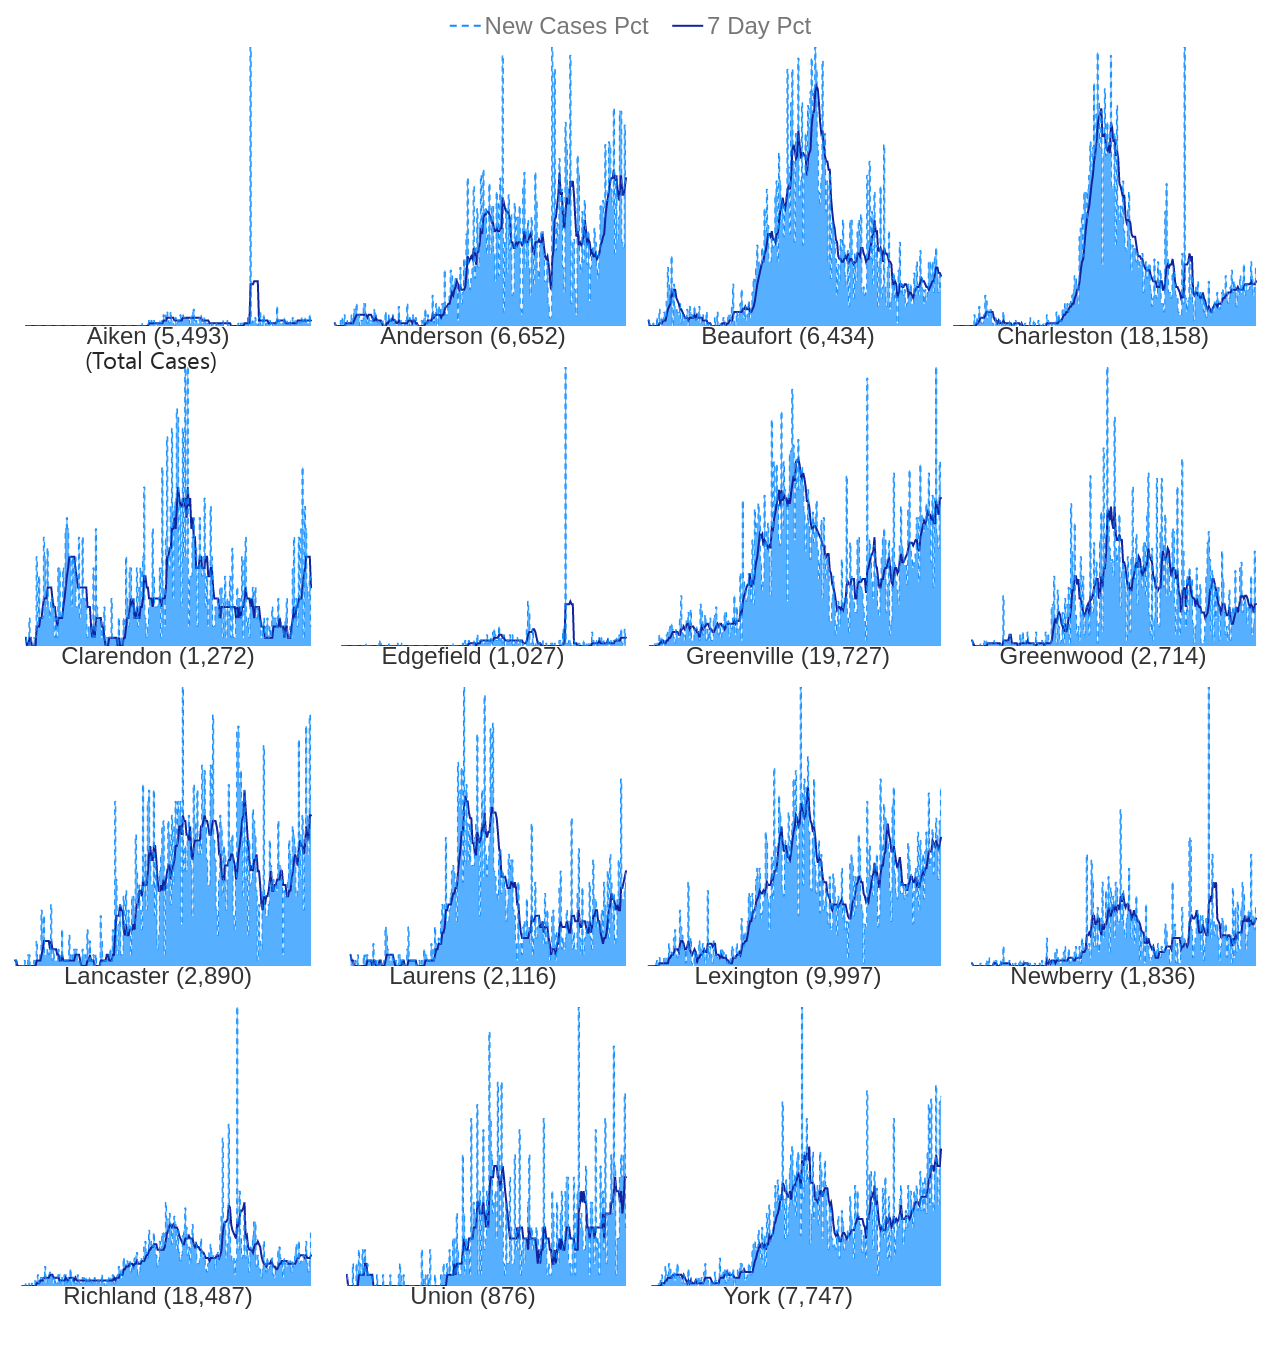 New Cases Pct 7 Day Pct
Aiken (5,493)
(Total Cases)
Anderson (6,652)
Beaufort (6,434)
Charleston (18,158)
Clarendon (1,272)
Edgefield (1,027)
Greenville (19,727)
Greenwood (2,714)
Lancaster (2,890)
Laurens (2,116)
Lexington (9,997)
Newberry (1,836)
Richland (18,487)
Union (876)
York (7,747)